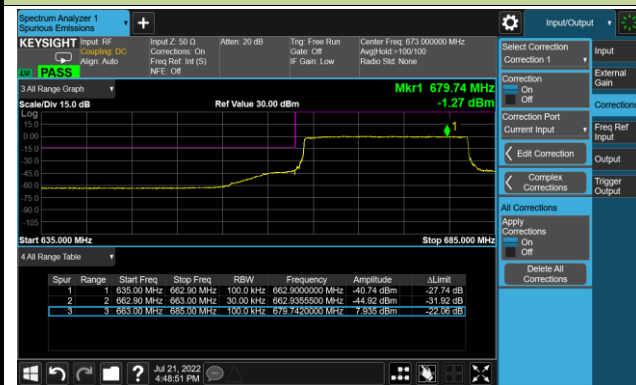 Spectrum Analyzer 1
Spurious Emissions
Input/Output
KEYSIGHT
Input: RF
Coupling: DC
Align: Auto
Input Z: 50 Ω
Corrections: On
Freq Ref: Int (S)
NFE: Off
Atten: 20 dB
Trig: Free Run
Gate: Off
IF Gain: Low
Center Freq: 673.000000 MHz
Avg|Hold:>100/100
Radio Std: None
LXI PASS
3 All Range Graph
Mkr1 679.74 MHz
Scale/Div 15.0 dB
Ref Value 30.00 dBm
-1.27 dBm
Log
15.0
0.00
-15.0
-30.0
-45.0
-60.0
-75.0
-90.0
-105
1
Start 635.000 MHz
Stop 685.000 MHz
4 All Range Table
Spur Range Start Freq Stop Freq RBW Frequency Amplitude ΔLimit
1 1 635.00 MHz 662.90 MHz 100.0 kHz 662.9000000 MHz -40.74 dBm -27.74 dB
2 2 662.90 MHz 663.00 MHz 30.00 kHz 662.9355500 MHz -44.92 dBm -31.92 dB
3 3 663.00 MHz 685.00 MHz 100.0 kHz 679.7420000 MHz 7.935 dBm -22.06 dB
Jul 21, 2022
4:48:51 PM
Select Correction
Correction 1
Correction
On
Off
Correction Port
Current Input
Edit Correction
Complex
Corrections
All Corrections
Apply
Corrections
On
Off
Delete All
Corrections
Input
External
Gain
Corrections
Freq Ref
Input
Output
Trigger
Output